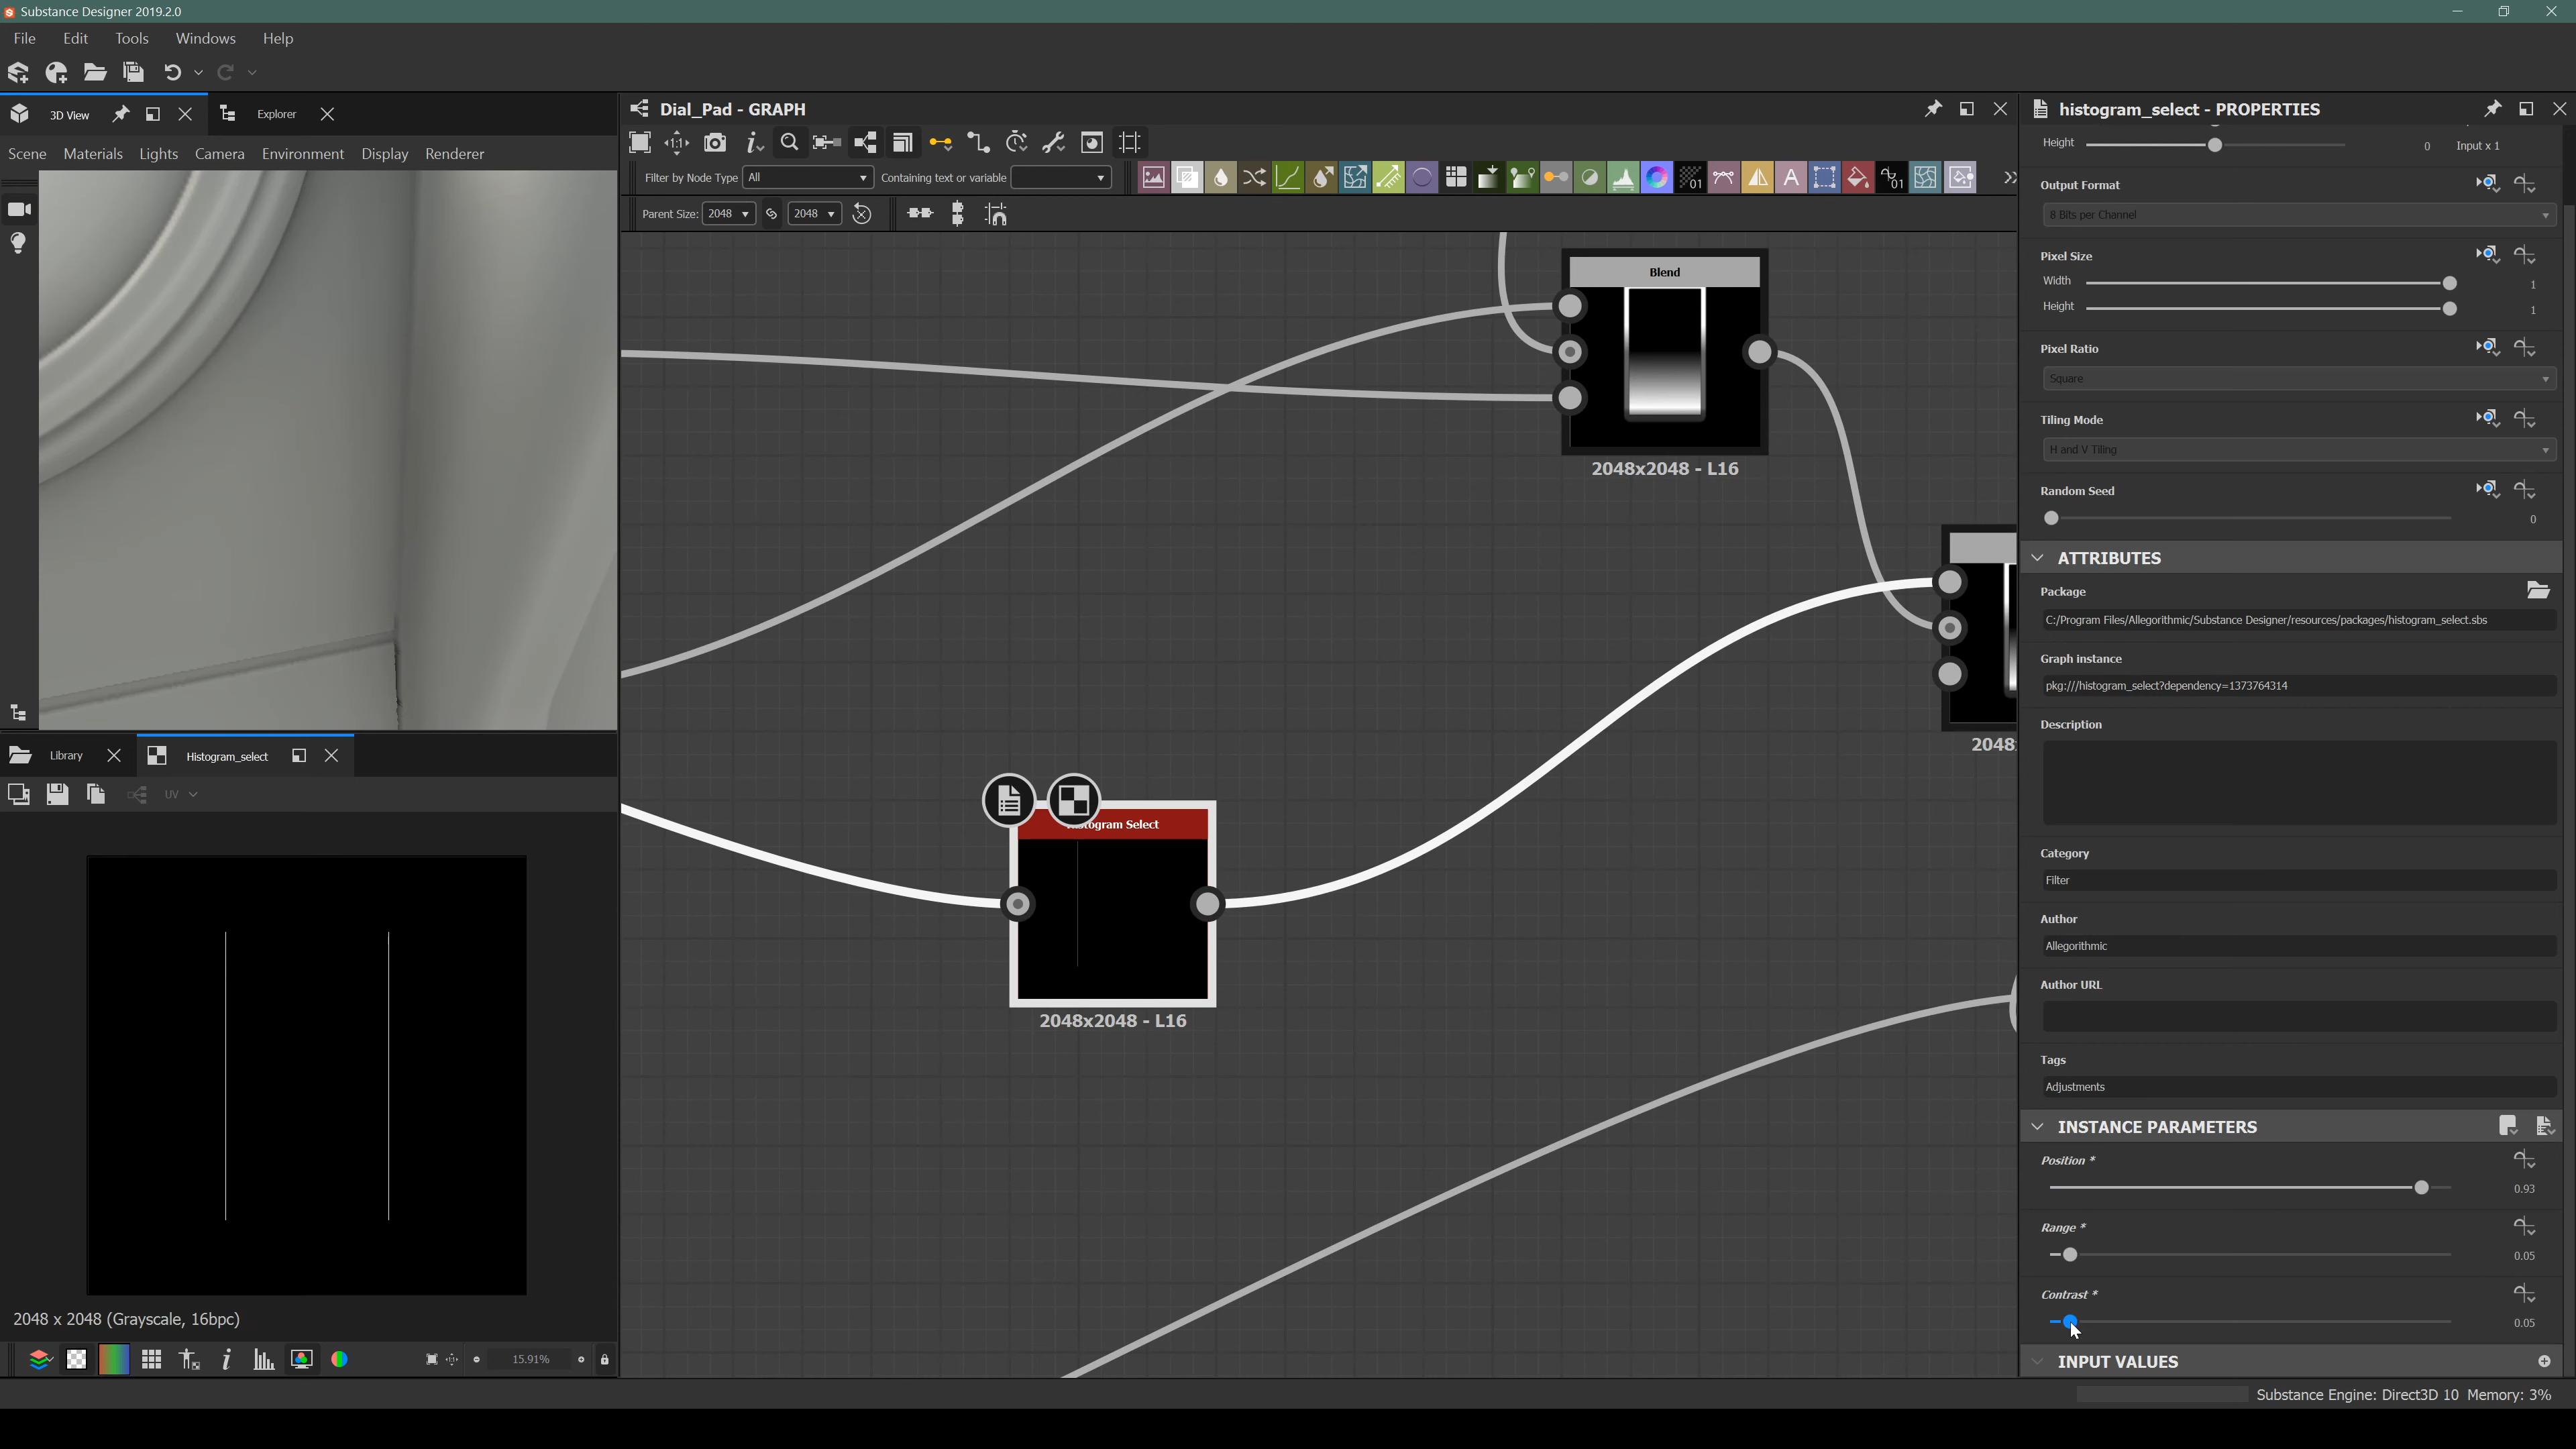 Substance Designer 2019.2.0
File Edit Tools Windows Help
3D View Explorer
Scene Materials Lights Camera Environment Display Renderer
Dial_Pad - GRAPH
1:1
Filter by Node Type All Containing text or variable
01 A 01
Parent Size: 2048 2048
Blend
2048x2048 - L16
2048
togram Select
2048x2048 - L16
Library Histogram_select
UV
2048 x 2048 (Grayscale, 16bpc)
15.91%
histogram_select - PROPERTIES
Height 0 Input x 1
Output Format
8 Bits per Channel
Pixel Size
Width 1
Height 1
Pixel Ratio
Square
Tiling Mode
H and V Tiling
Random Seed
0
ATTRIBUTES
Package
C:/Program Files/Allegorithmic/Substance Designer/resources/packages/histogram_select.sbs
Graph instance
pkg:///histogram_select?dependency=1373764314
Description
Category
Filter
Author
Allegorithmic
Author URL
Tags
Adjustments
INSTANCE PARAMETERS
Position *
0.93
Range *
0.05
Contrast *
0.05
INPUT VALUES
Substance Engine: Direct3D 10 Memory: 3%